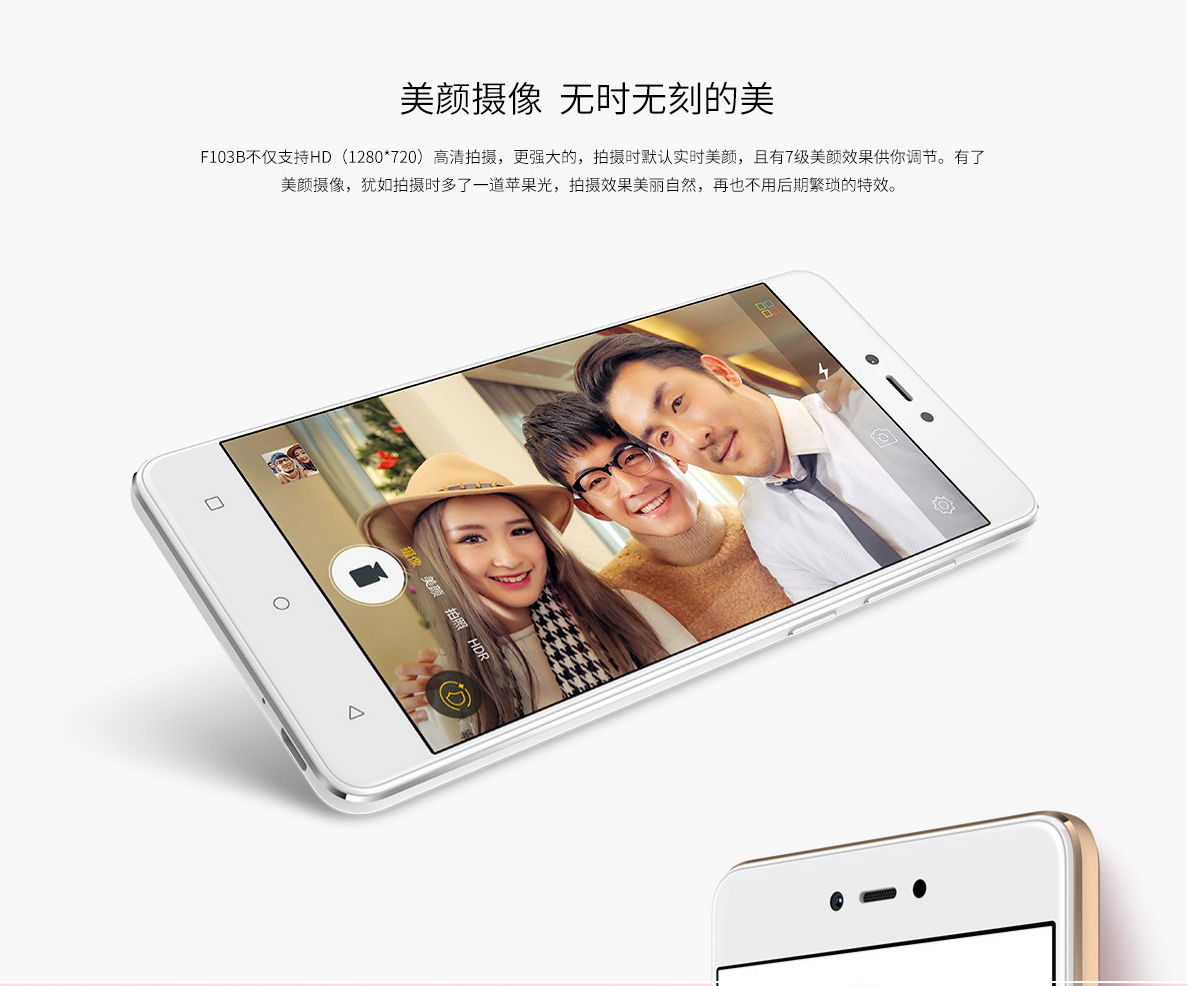 美颜摄像 无时无刻的美
F103B不仅支持HD（1280*720）高清拍摄，更强大的，拍摄时默认实时美颜，且有7级美颜效果供你调节。有了
美颜摄像，犹如拍摄时多了一道苹果光，拍摄效果美丽自然，再也不用后期繁琐的特效。
摄像
美颜
拍照
HDR